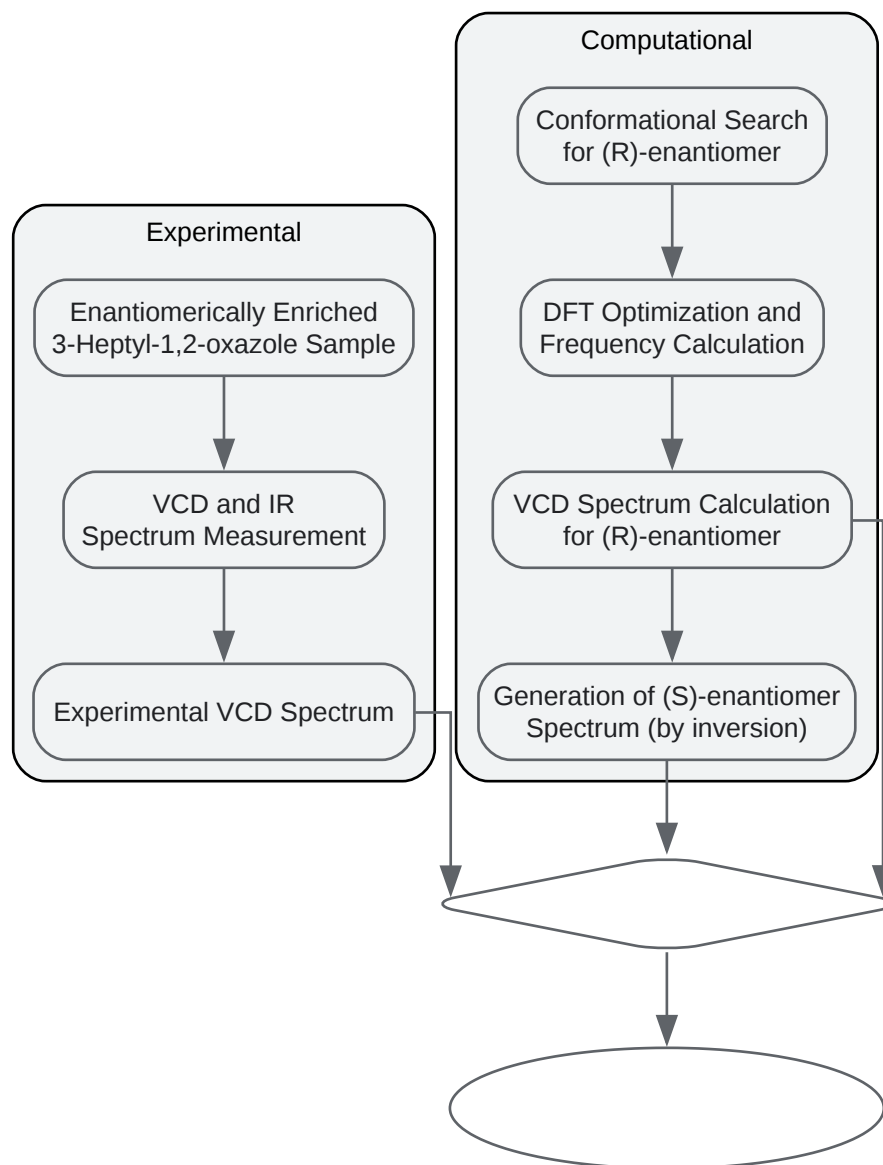 Computational
Conformational Search
for (R)-enantiomer
Experimental
Enantiomerically Enriched
3-Heptyl-1,2-oxazole Sample
DFT Optimization and
Frequency Calculation
VCD and IR
Spectrum Measurement
VCD Spectrum Calculation
for (R)-enantiomer
Experimental VCD Spectrum
Generation of (S)-enantiomer
Spectrum (by inversion)